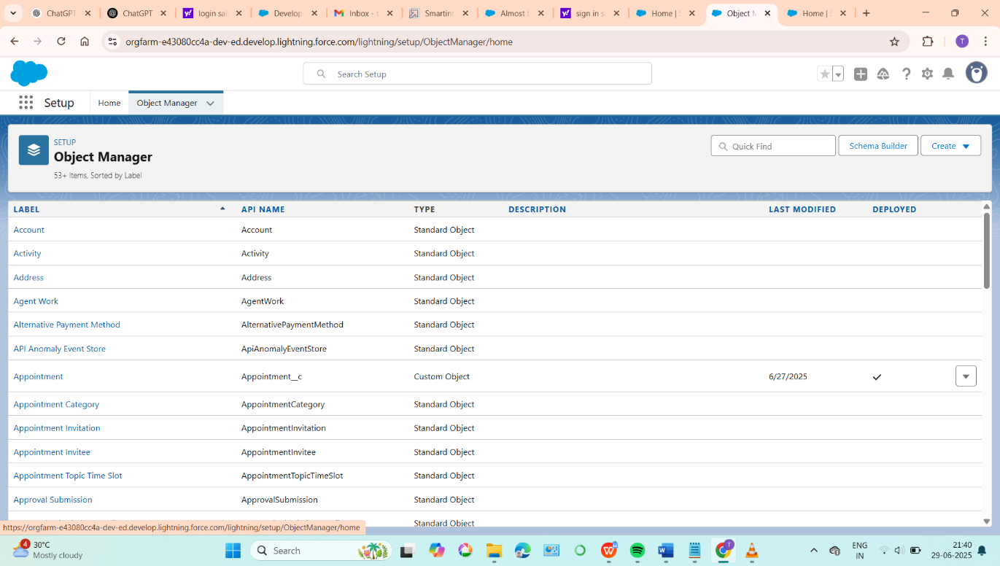 ChatGPT
ChatGPT
login sal
Develop
Inbox - t
Smartint
Almost t
sign in sa
Home | S
Object M
Home | S
orgfarm-e43080cc4a-dev-ed.develop.lightning.force.com/lightning/setup/ObjectManager/home
T
Search Setup
Setup
Home
Object Manager
SETUP
Object Manager
53+ Items, Sorted by Label
Quick Find
Schema Builder
Create
LABEL API NAME TYPE DESCRIPTION LAST MODIFIED DEPLOYED
Account Account Standard Object
Activity Activity Standard Object
Address Address Standard Object
Agent Work AgentWork Standard Object
Alternative Payment Method AlternativePaymentMethod Standard Object
API Anomaly Event Store ApiAnomalyEventStore Standard Object
Appointment Appointment__c Custom Object 6/27/2025
Appointment Category AppointmentCategory Standard Object
Appointment Invitation AppointmentInvitation Standard Object
Appointment Invitee AppointmentInvitee Standard Object
Appointment Topic Time Slot AppointmentTopicTimeSlot Standard Object
Approval Submission ApprovalSubmission Standard Object
Standard Object
https://orgfarm-e43080cc4a-dev-ed.develop.lightning.force.com/lightning/setup/ObjectManager/home
4
30°C
Mostly cloudy
Search
ENG
IN
21:40
29-06-2025